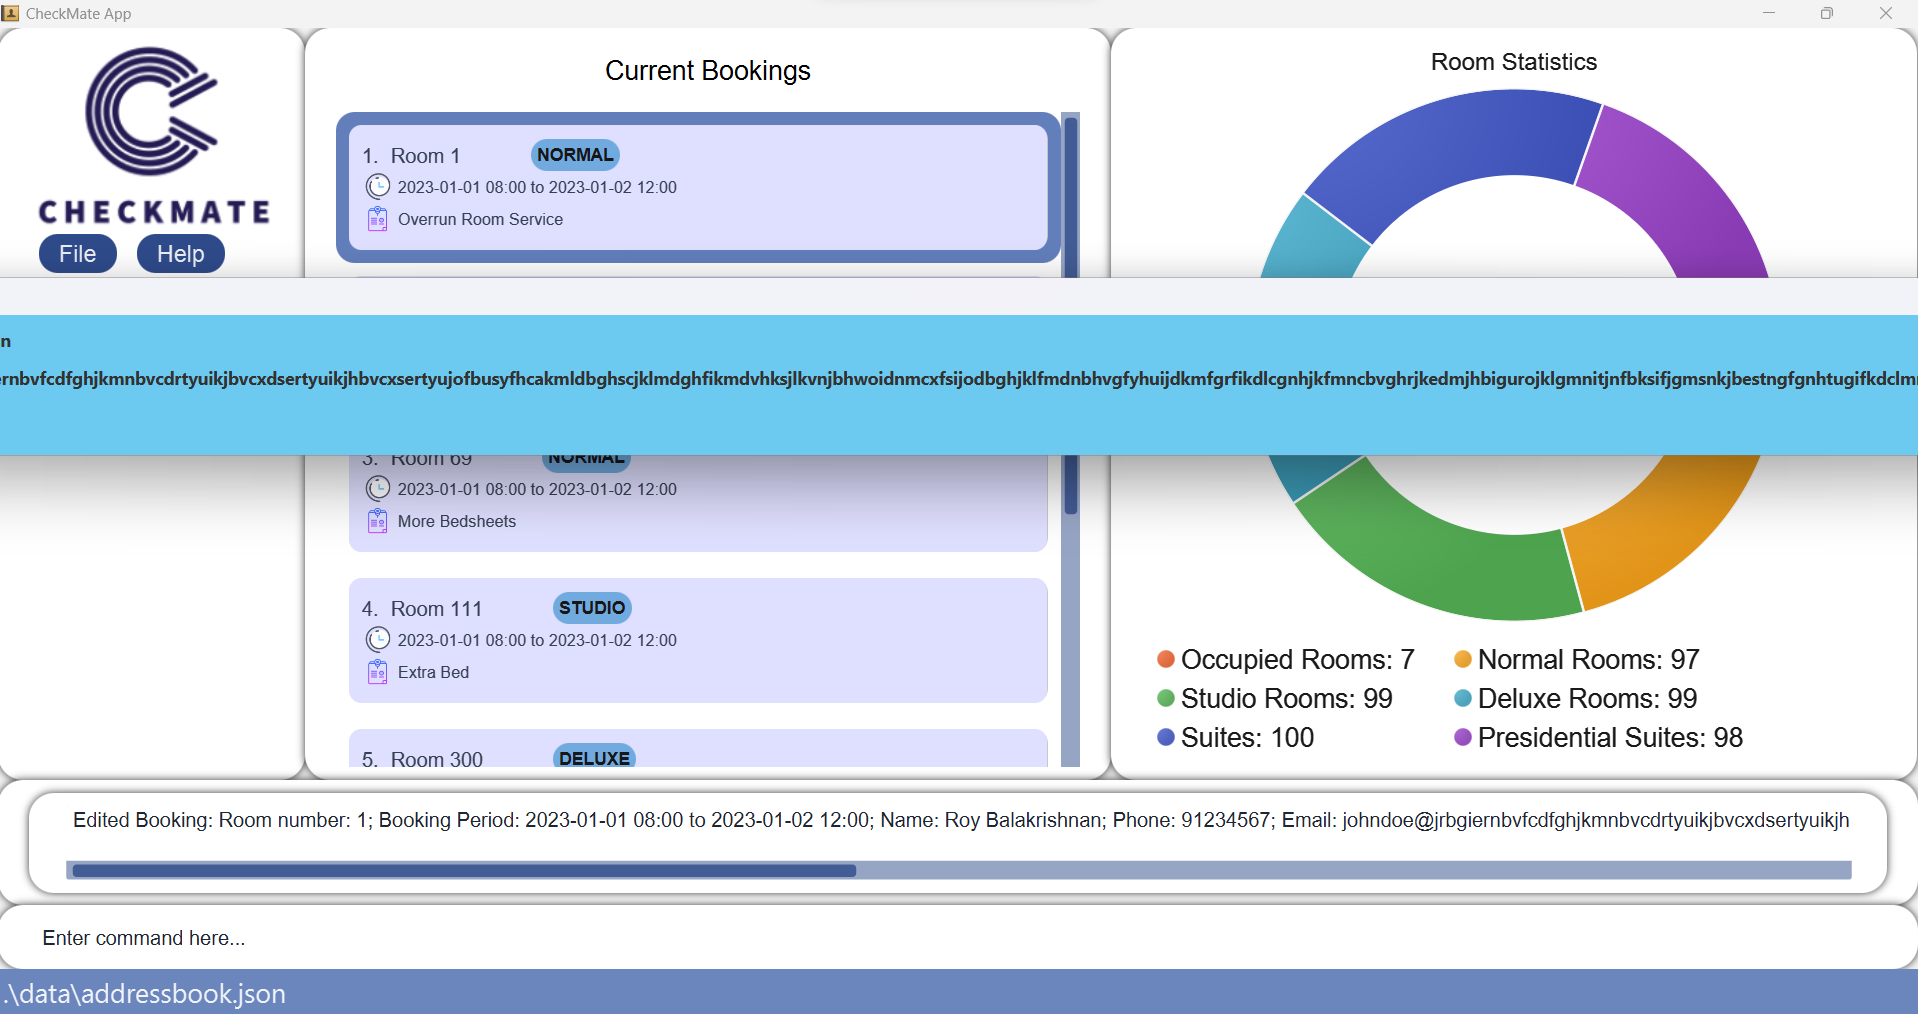 CheckMate App
CHECKMATE
File
Help
Current Bookings
1. Room 1 NORMAL
2023-01-01 08:00 to 2023-01-02 12:00
Overrun Room Service
Room Statistics
n
3. Room 69 NORMAL
2023-01-01 08:00 to 2023-01-02 12:00
More Bedsheets
4. Room 111 STUDIO
2023-01-01 08:00 to 2023-01-02 12:00
Extra Bed
5. Room 300 DELUXE
Occupied Rooms: 7
Normal Rooms: 97
Studio Rooms: 99
Deluxe Rooms: 99
Suites: 100
Presidential Suites: 98
Edited Booking: Room number: 1; Booking Period: 2023-01-01 08:00 to 2023-01-02 12:00; Name: Roy Balakrishnan; Phone: 91234567; Email: johndoe@jrbgiernbvfcdfghjkmnbvcdrtyuikjbvcxdsertyuikjh
Enter command here...
.\data\addressbook.json